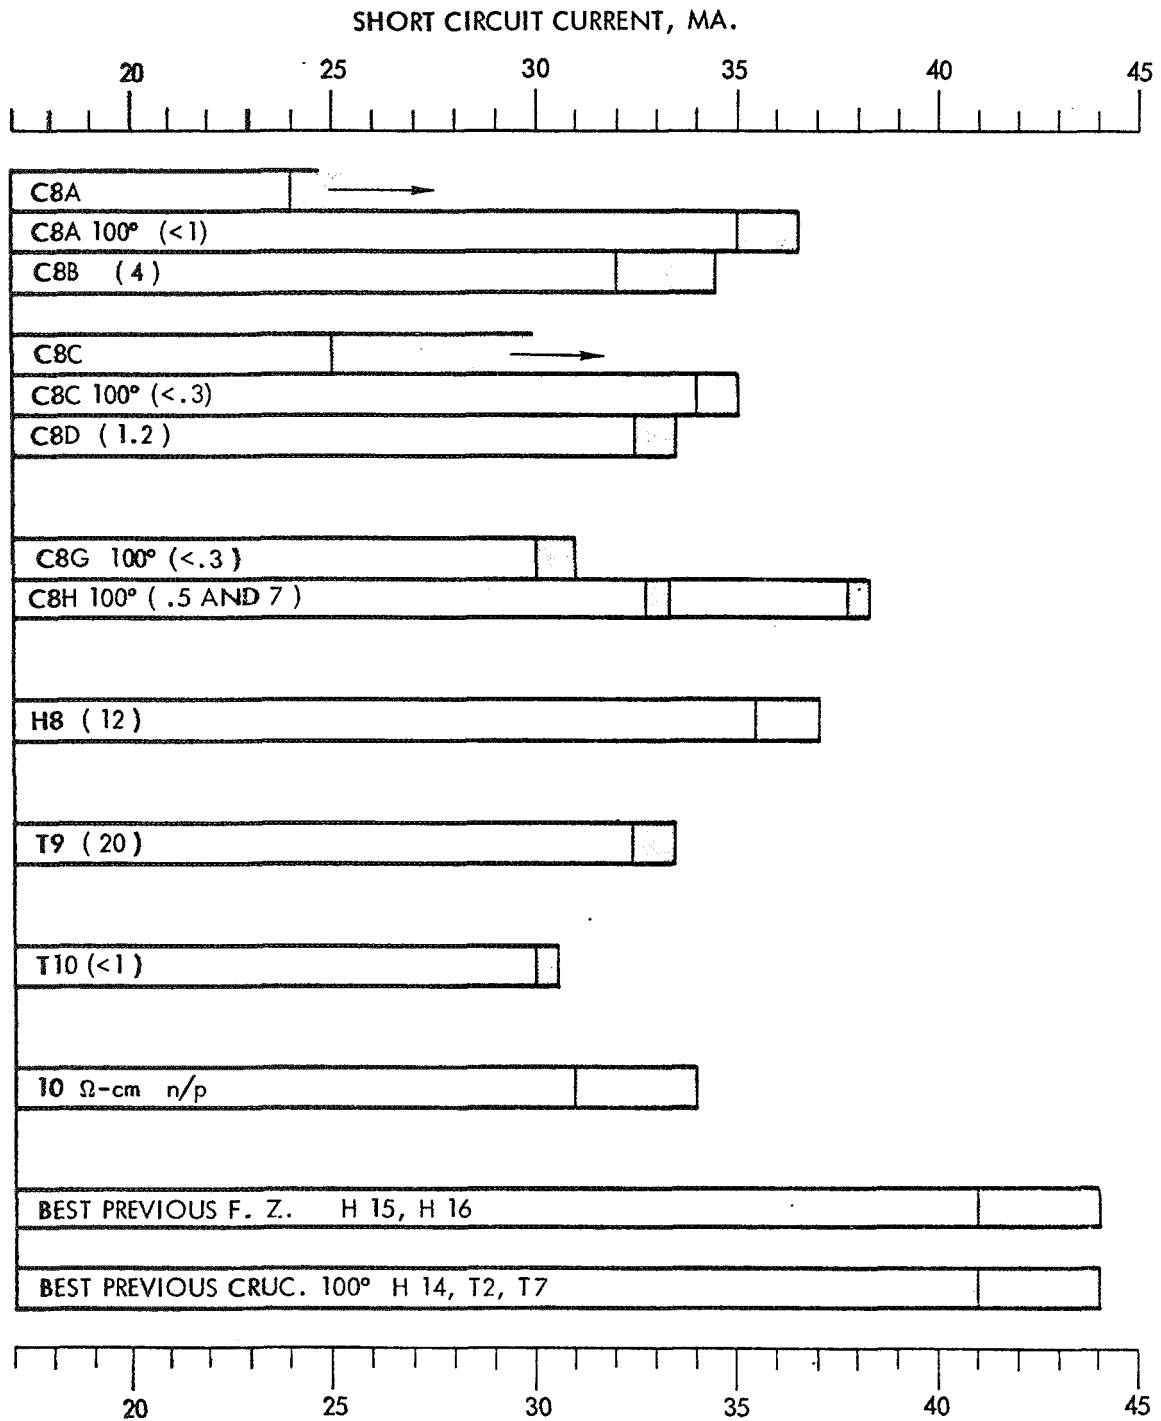 SHORT CIRCUIT CURRENT, MA.
20 25 30 35 40 45
C8A
C8A 100° (<1)
C8B (4)
C8C
C8C 100° (<.3)
C8D (1.2)
C8G 100° (<.3)
C8H 100° (.5 AND 7)
H8 (12)
T9 (20)
T10 (<1)
10 Ω-cm n/p
BEST PREVIOUS F. Z. H 15, H 16
BEST PREVIOUS CRUC. 100° H 14, T2, T7
20 25 30 35 40 45